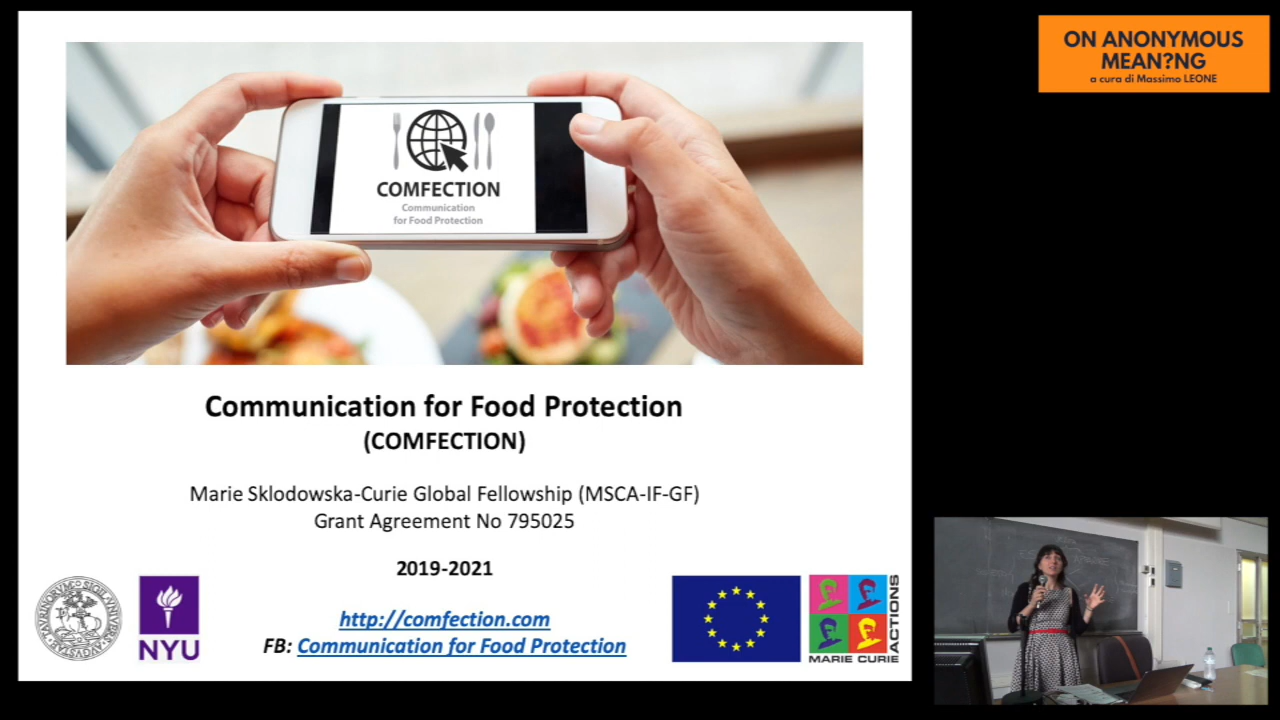 ON ANONYMOUS
MEAN?NG
a cura di Massimo LEONE
COMFECTION
Communication
for Food Protection
Communication for Food Protection
(COMFECTION)
Marie Sklodowska-Curie Global Fellowship (MSCA-IF-GF)
Grant Agreement No 795025
2019-2021
http://comfection.com
FB: Communication for Food Protection
NYU
MARIE CURIE
ACTIONS